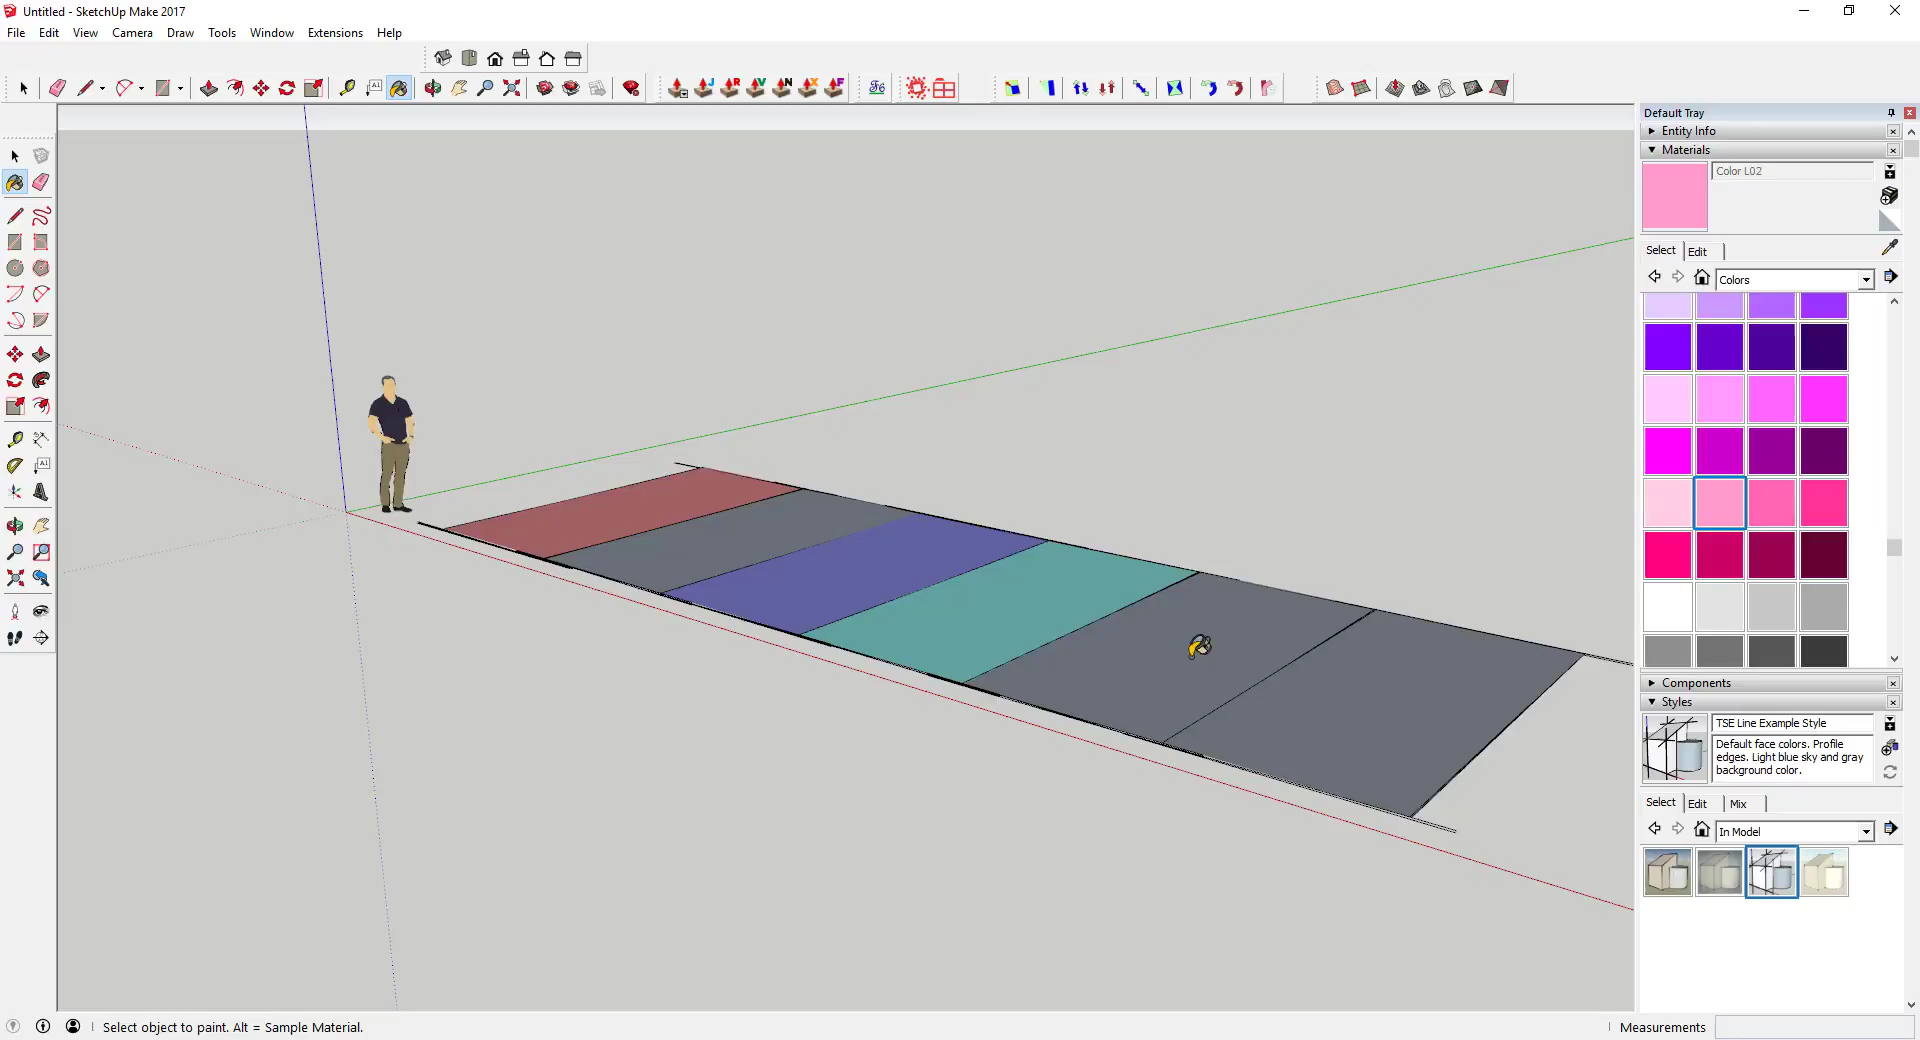 Untitled - SketchUp Make 2017
File Edit View Camera Draw Tools Window Extensions Help
Default Tray
Entity Info
Materials
Color L02
Select Edit
Colors
Components
Styles
TSE Line Example Style
Default face colors. Profile
edges. Light blue sky and gray
background color.
Select Edit Mix
In Model
Select object to paint. Alt = Sample Material.
Measurements